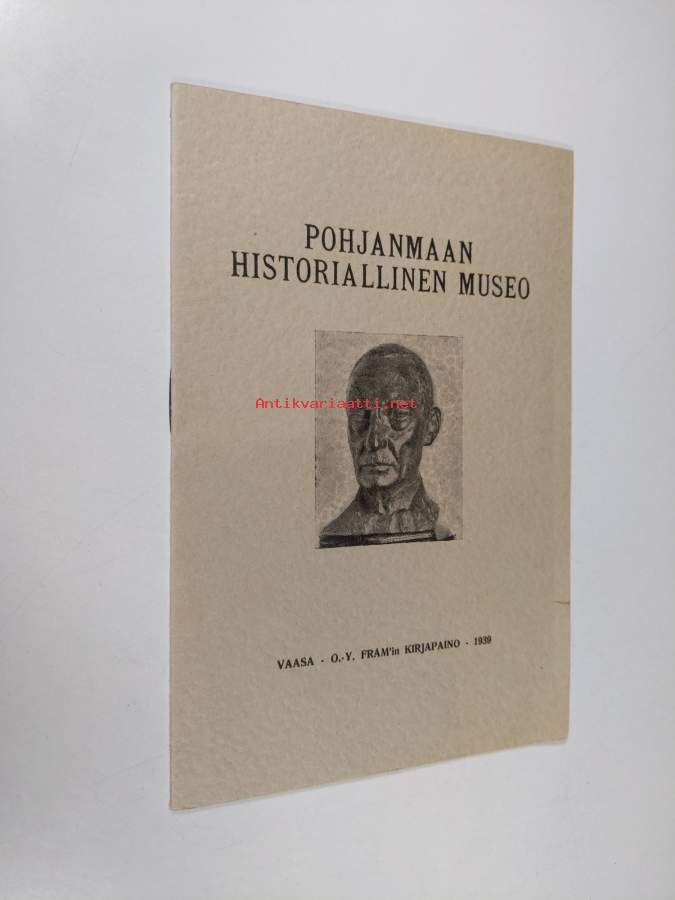 POHJANMAAN
HISTORIALLINEN MUSEO
Antikvariaatti.net
VAASA - O.-Y. FRAM'in KIRJAPAINO - 1939